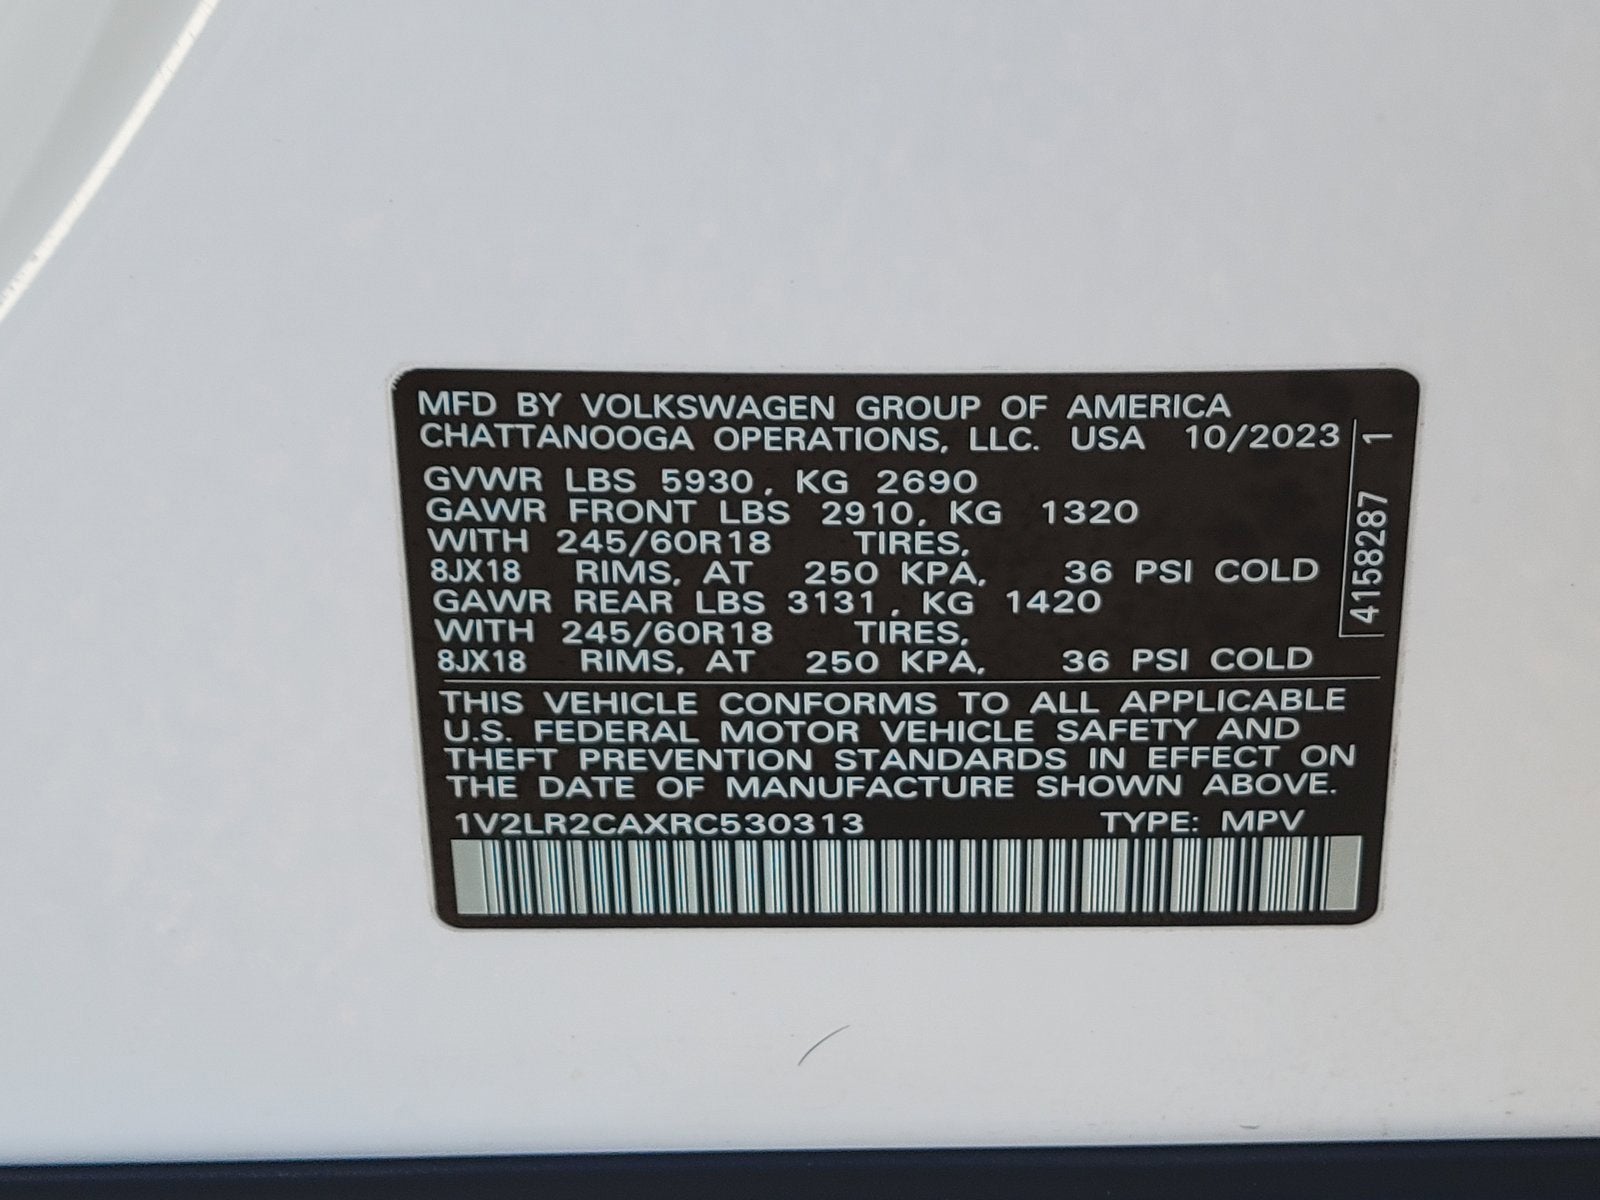 MFD BY VOLKSWAGEN GROUP OF AMERICA
CHATTANOOGA OPERATIONS, LLC. USA 10/2023
GVWR LBS 5930, KG 2690
GAWR FRONT LBS 2910, KG 1320
WITH 245/60R18 TIRES,
8JX18 RIMS, AT 250 KPA, 36 PSI COLD
GAWR REAR LBS 3131, KG 1420
WITH 245/60R18 TIRES,
8JX18 RIMS, AT 250 KPA, 36 PSI COLD
4158287 1
THIS VEHICLE CONFORMS TO ALL APPLICABLE
U.S. FEDERAL MOTOR VEHICLE SAFETY AND
THEFT PREVENTION STANDARDS IN EFFECT ON
THE DATE OF MANUFACTURE SHOWN ABOVE.
1V2LR2CAXRC530313 TYPE: MPV